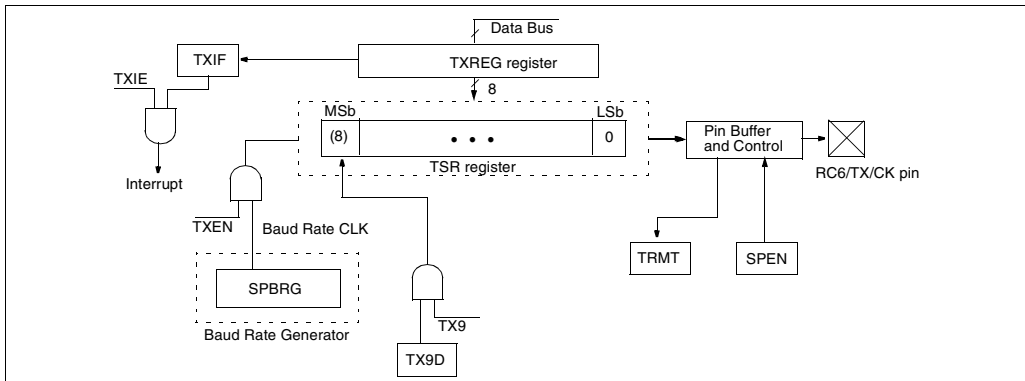 Data Bus
TXIF
TXREG register
TXIE
8
MSb
LSb
(8)
• • •
0
Pin Buffer
and Control
TSR register
Interrupt
RC6/TX/CK pin
TXEN
Baud Rate CLK
TRMT
SPEN
SPBRG
TX9
Baud Rate Generator
TX9D